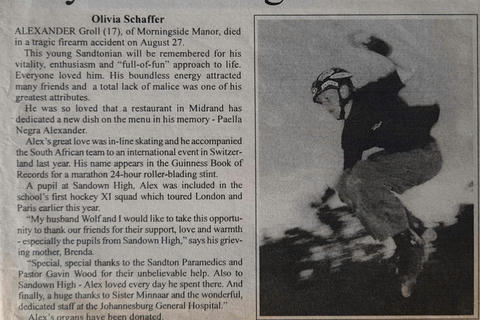 Olivia Schaffer
ALEXANDER Groll (17), of Morningside Manor, died
in a tragic firearm accident on August 27.
This young Sandtonian will be remembered for his
vitality, enthusiasm and “full-of-fun” approach to life.
Everyone loved him. His boundless energy attracted
many friends and a total lack of malice was one of his
greatest attributes.
He was so loved that a restaurant in Midrand has
dedicated a new dish on the menu in his memory - Paella
Negra Alexander.
Alex's great love was in-line skating and he accompanied
the South African team to an international event in Switzer-
land last year. His name appears in the Guinness Book of
Records for a marathon 24-hour roller-blading stint.
A pupil at Sandown High, Alex was included in the
school's first hockey XI squad which toured London and
Paris earlier this year.
“My husband Wolf and I would like to take this opportu-
nity to thank our friends for their support, love and warmth
- especially the pupils from Sandown High,” says his griev-
ing mother, Brenda.
“Special, special thanks to the Sandton Paramedics and
Pastor Gavin Wood for their unbelievable help. Also to
Sandown High - Alex loved every day he spent there. And
finally, a huge thanks to Sister Minnaar and the wonderful,
dedicated staff at the Johannesburg General Hospital.”
Alex's organs have been donated.